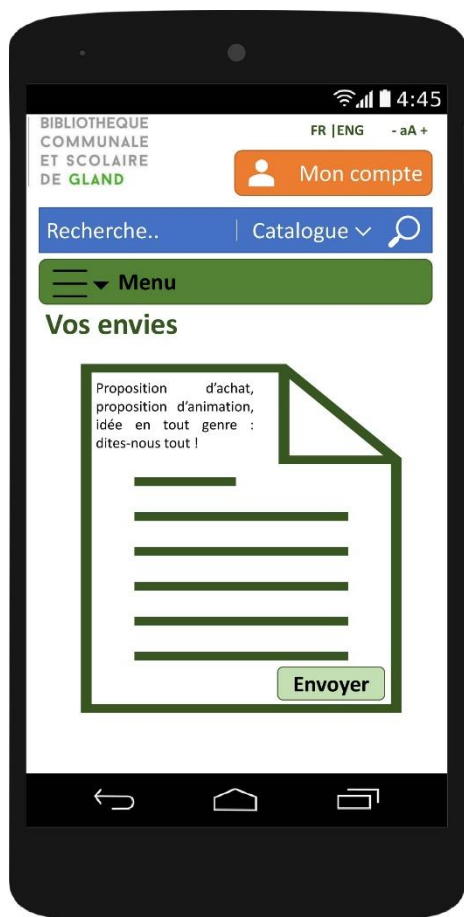 4:45
BIBLIOTHEQUE
COMMUNALE
ET SCOLAIRE
DE GLAND
FR |ENG - aA +
Mon compte
Recherche.. | Catalogue
Menu
Vos envies
Proposition d'achat,
proposition d'animation,
idée en tout genre :
dites-nous tout !
Envoyer